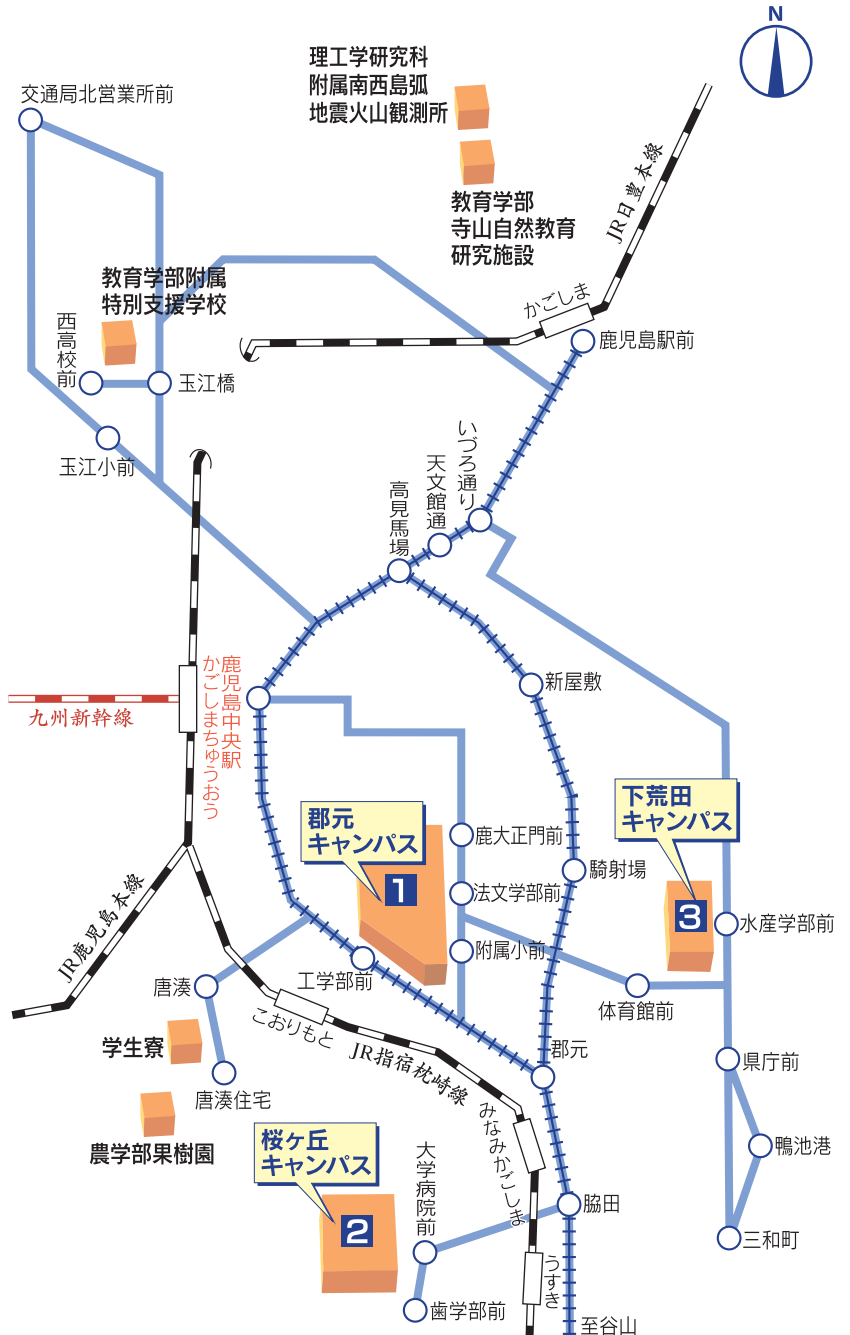 N
理工学研究科
附属南西島弧
地震火山観測所
交通局北営業所前
教育学部
寺山自然教育
研究施設
JR日豊本線
教育学部附属
特別支援学校
かごしま
鹿児島駅前
西高校前
玉江橋
玉江小前
いづろ通り
天文館通
高見馬場
鹿児島中央駅
かごしまちゅうおう
九州新幹線
新屋敷
郡元
キャンパス
1
下荒田
キャンパス
3
鹿大正門前
騎射場
法文学部前
水産学部前
附属小前
JR鹿児島本線
工学部前
唐湊
体育館前
こおりもと
学生寮
JR指宿枕崎線
郡元
県庁前
唐湊住宅
農学部果樹園
桜ヶ丘
キャンパス
2
みなみかごしま
大学病院前
鴨池港
脇田
三和町
うすき
歯学部前
至谷山